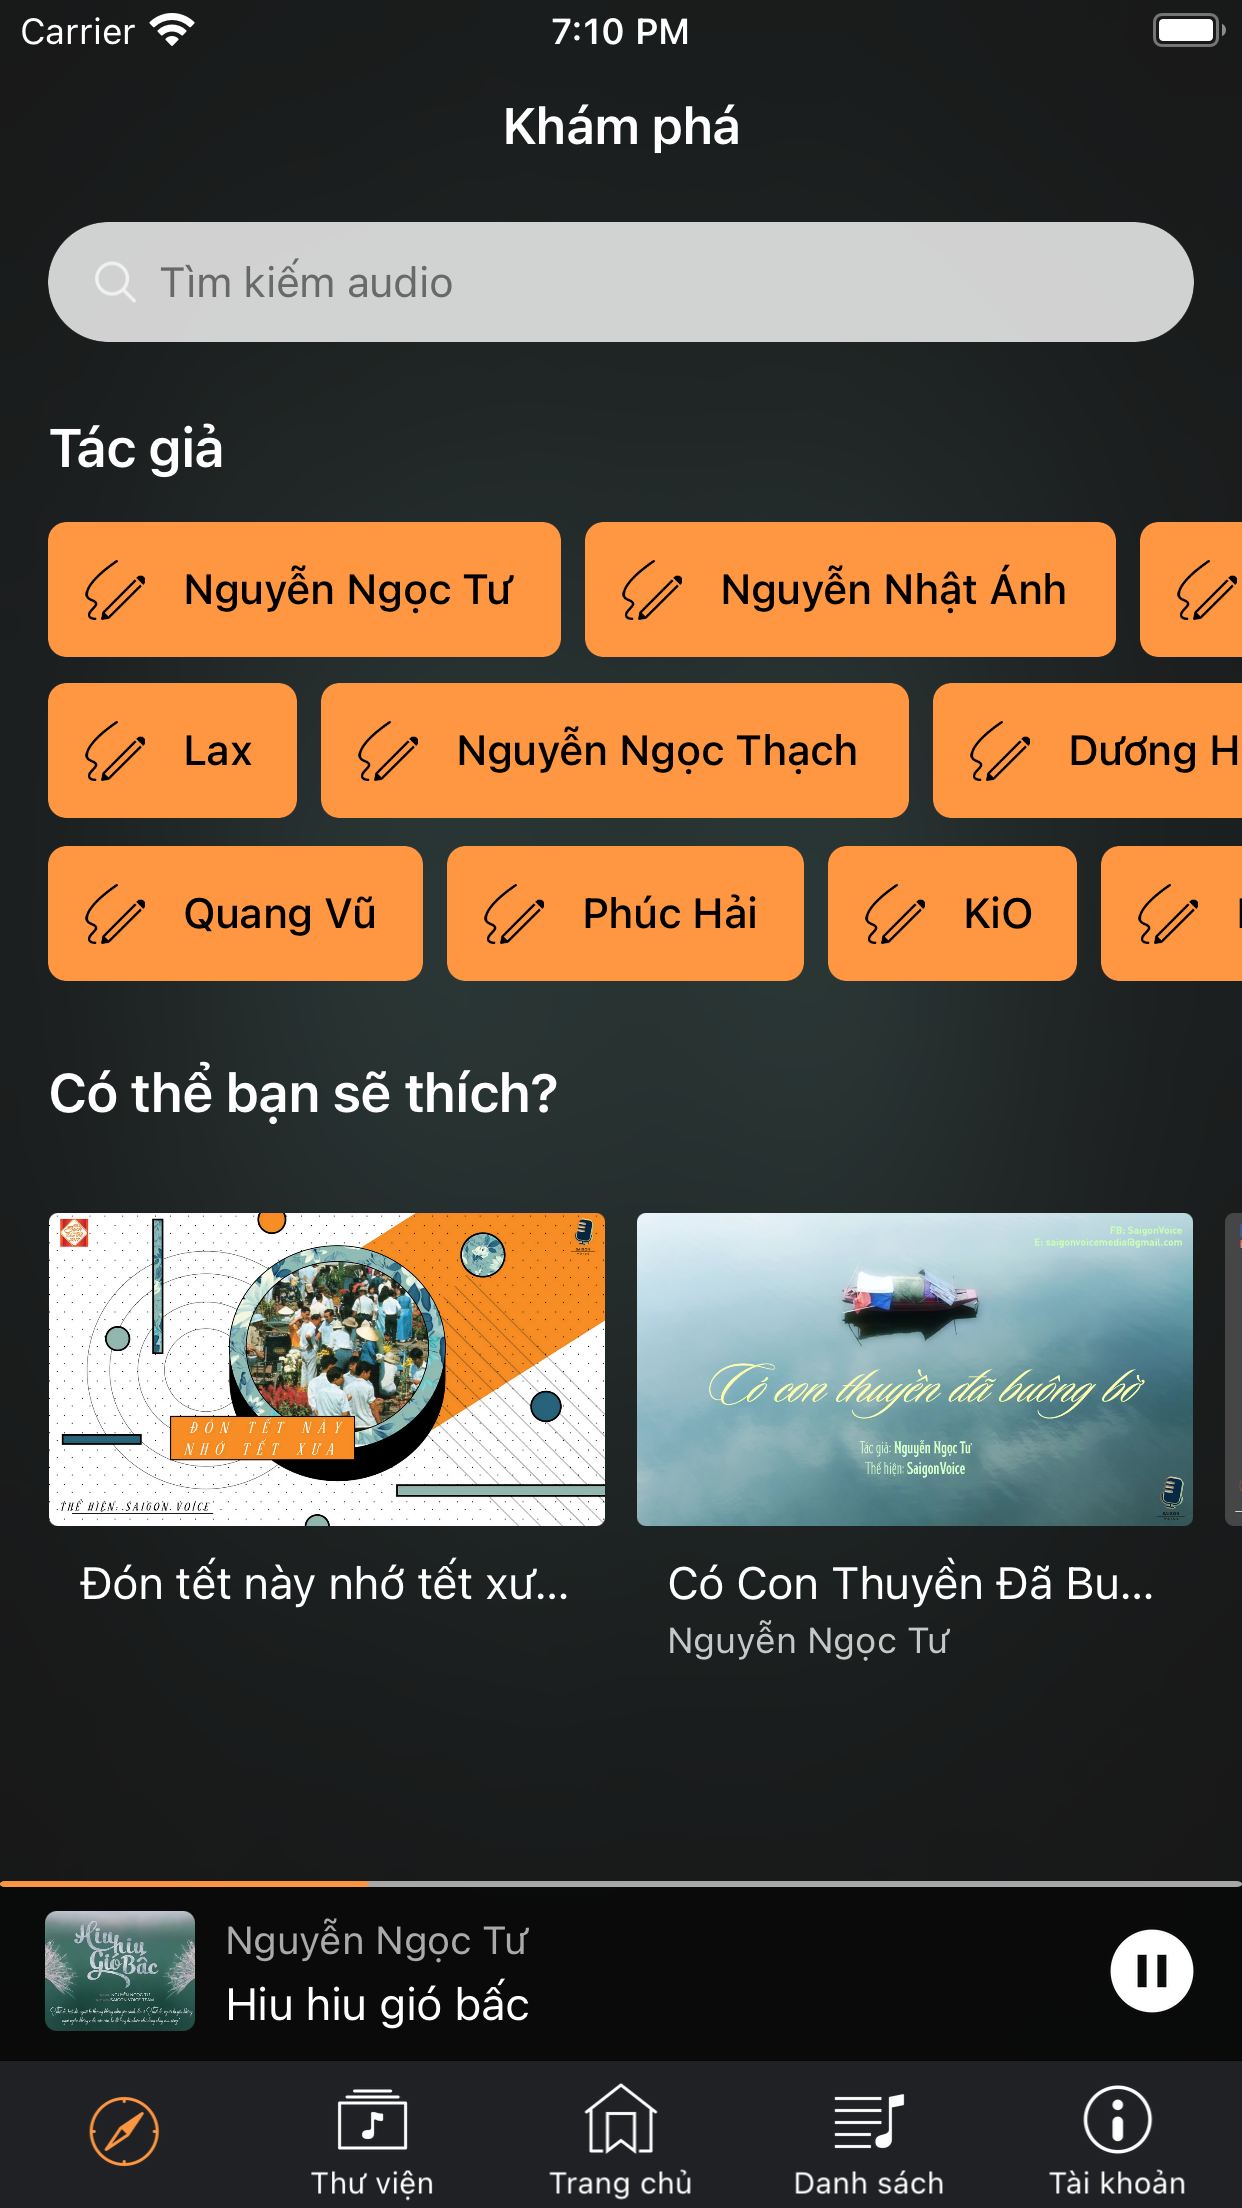 Carrier
7:10 PM
Khám phá
Tìm kiếm audio
Tác giả
Nguyễn Ngọc Tư
Nguyễn Nhật Ánh
Lax
Nguyễn Ngọc Thạch
Dương H
Quang Vũ
Phúc Hải
KiO
Có thể bạn sẽ thích?
ĐÓN TẾT NÀY
NHỚ TẾT XƯA
THỂ HIỆN: SAIGON VOICE
FB: SaigonVoice
E: saigonvoicemedia@gmail.com
Có con thuyền đã buông bờ
Tác giả: Nguyễn Ngọc Tư
Thể hiện: SaigonVoice
Đón tết này nhớ tết xư...
Có Con Thuyền Đã Bu...
Nguyễn Ngọc Tư
Hiu hiu
Gió Bấc
Nguyễn Ngọc Tư
Hiu hiu gió bấc
Thư viện
Trang chủ
Danh sách
Tài khoản